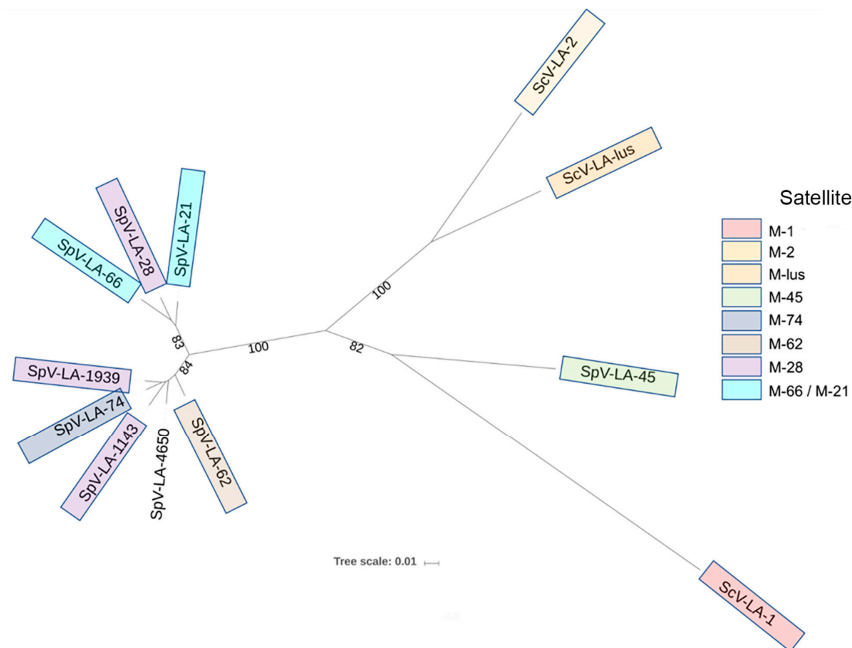 ScV-LA-2
ScV-LA-lus
SpV-LA-21
SpV-LA-28
SpV-LA-66
100
83
100
82
84
SpV-LA-1939
SpV-LA-74
SpV-LA-1143
SpV-LA-4650
SpV-LA-62
SpV-LA-45
ScV-LA-1
Tree scale: 0.01
Satellite
M-1
M-2
M-lus
M-45
M-74
M-62
M-28
M-66 / M-21